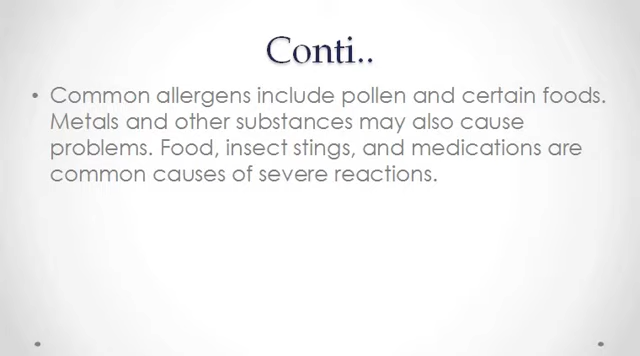 Conti..
• Common allergens include pollen and certain foods.
Metals and other substances may also cause
problems. Food, insect stings, and medications are
common causes of severe reactions.